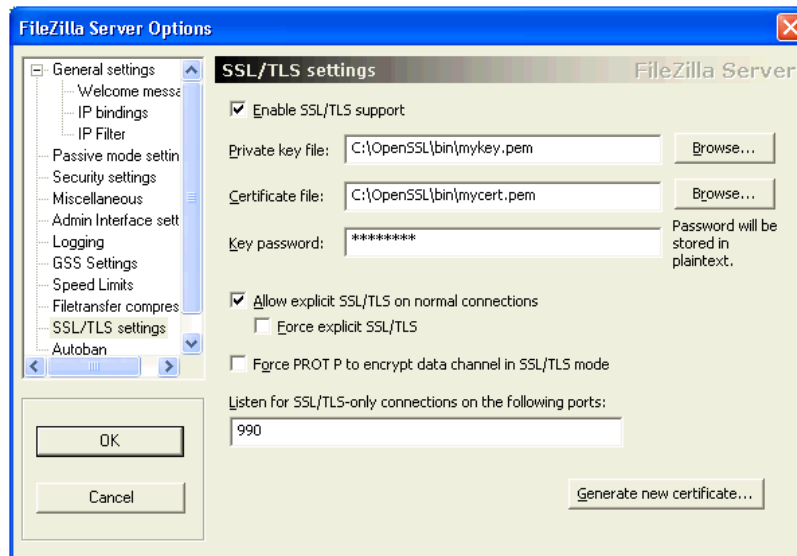 FileZilla Server Options
General settings
Welcome messa
IP bindings
IP Filter
Passive mode settin
Security settings
Miscellaneous
Admin Interface sett
Logging
GSS Settings
Speed Limits
Filetransfer compres
SSL/TLS settings
Autoban
OK
Cancel
SSL/TLS settings
FileZilla Server
Enable SSL/TLS support
Private key file:
C:\OpenSSL\bin\mykey.pem
Browse...
Certificate file:
C:\OpenSSL\bin\mycert.pem
Browse...
Key password:
********
Password will be
stored in
plaintext.
Allow explicit SSL/TLS on normal connections
Force explicit SSL/TLS
Force PROT P to encrypt data channel in SSL/TLS mode
Listen for SSL/TLS-only connections on the following ports:
990
Generate new certificate...